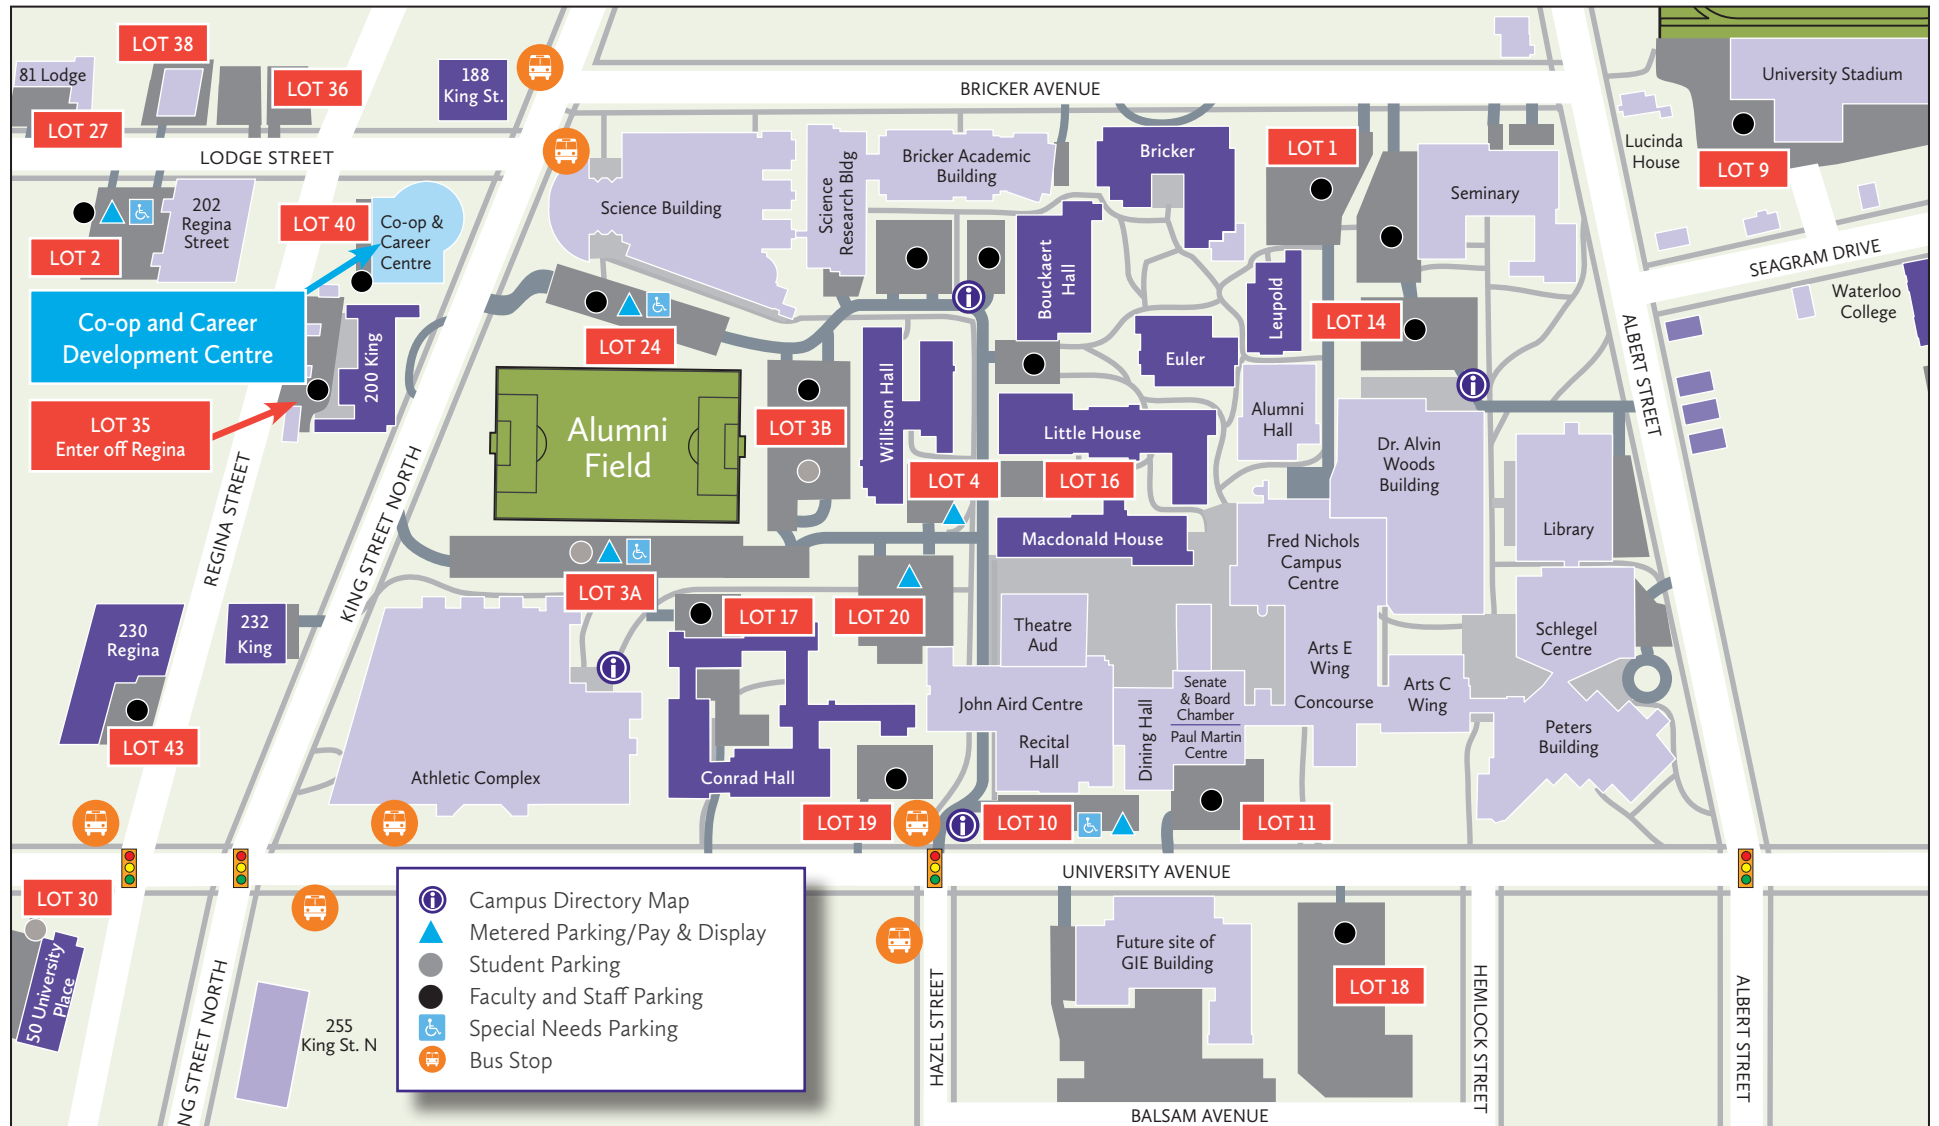 LOT 38
81 Lodge
LOT 36
188
King St.
LOT 27
BRICKER AVENUE
University Stadium
LODGE STREET
Lucinda
House
LOT 9
202
Regina
Street
LOT 40
Co-op &
Career
Centre
LOT 2
Science Building
Science
Research Bldg
Bricker Academic
Building
Bricker
LOT 1
Seminary
SEAGRAM DRIVE
Waterloo
College
Co-op and Career
Development Centre
200 King
LOT 24
Bouckaert
Hall
Leupold
LOT 14
Euler
ALBERT STREET
LOT 35
Enter off Regina
Alumni
Field
LOT 3B
Willison Hall
Little House
Alumni
Hall
Dr. Alvin
Woods
Building
LOT 4
LOT 16
Library
REGINA STREET
KING STREET NORTH
Macdonald House
Fred Nichols
Campus
Centre
LOT 3A
LOT 17
LOT 20
230
Regina
232
King
Theatre
Aud
Arts E
Wing
Schlegel
Centre
Senate
& Board
Chamber
Paul Martin
Centre
Concourse
Arts C
Wing
John Aird Centre
Recital
Hall
Dining Hall
Peters
Building
LOT 43
Athletic Complex
Conrad Hall
LOT 19
LOT 10
LOT 11
UNIVERSITY AVENUE
LOT 30
50 University
Place
NG STREET NORTH
255
King St. N
Campus Directory Map
Metered Parking/Pay & Display
Student Parking
Faculty and Staff Parking
Special Needs Parking
Bus Stop
HAZEL STREET
Future site of
GIE Building
LOT 18
HEMLOCK STREET
ALBERT STREET
BALSAM AVENUE